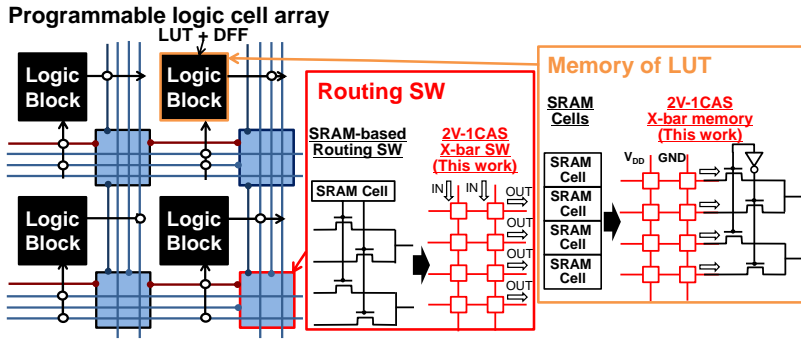 Programmable logic cell array
LUT + DFF
Logic
Block
Logic
Block
Logic
Block
Logic
Block
Routing SW
SRAM-based
Routing SW
2V-1CAS
X-bar SW
(This work)
SRAM Cell
IN
IN
OUT
OUT
OUT
OUT
Memory of LUT
SRAM
Cells
2V-1CAS
X-bar memory
(This work)
VDD
GND
SRAM
Cell
SRAM
Cell
SRAM
Cell
SRAM
Cell